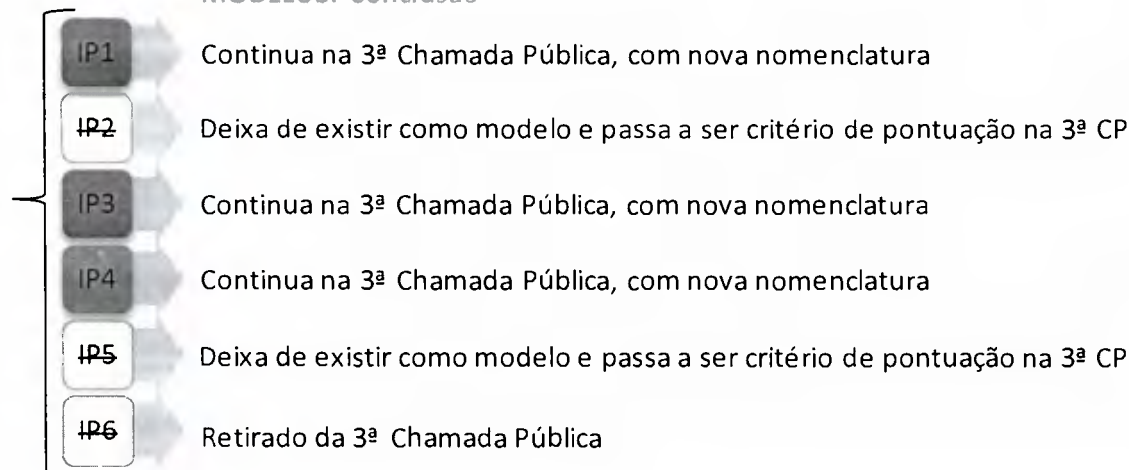 IP1 Continua na 3ª Chamada Pública, com nova nomenclatura
IP2 Deixa de existir como modelo e passa a ser critério de pontuação na 3ª CP
IP3 Continua na 3ª Chamada Pública, com nova nomenclatura
IP4 Continua na 3ª Chamada Pública, com nova nomenclatura
IP5 Deixa de existir como modelo e passa a ser critério de pontuação na 3ª CP
IP6 Retirado da 3ª Chamada Pública